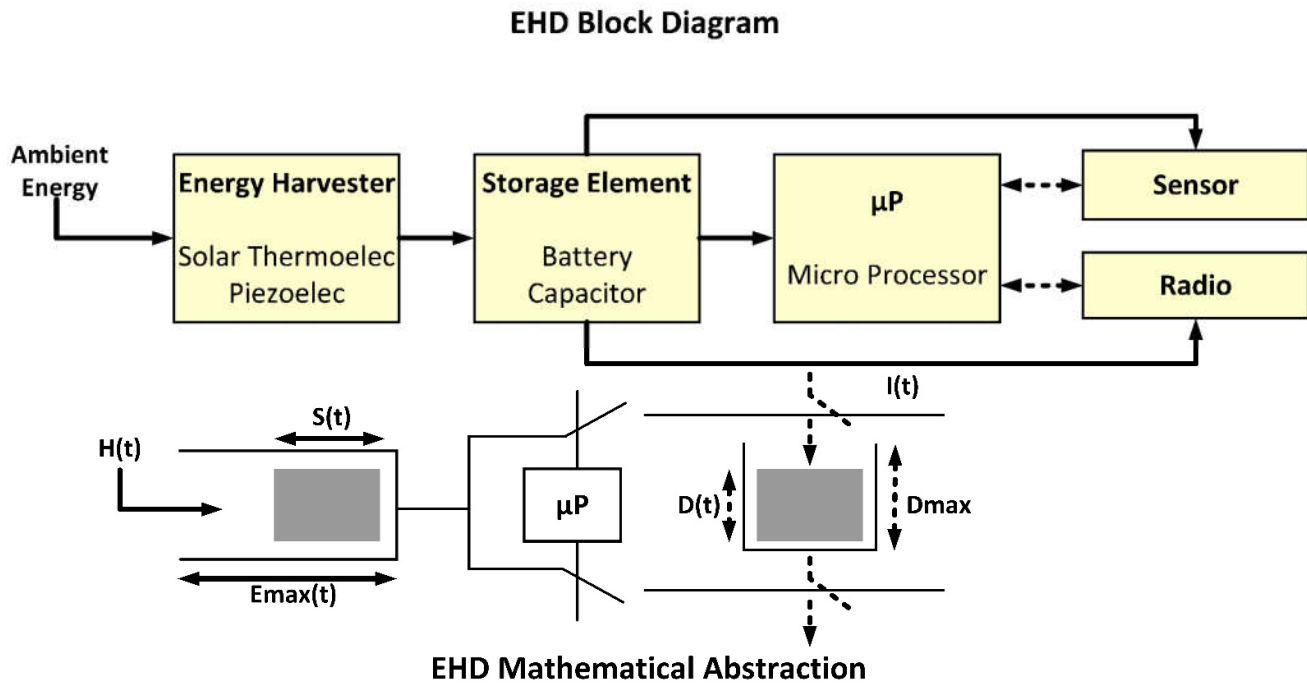 EHD Block Diagram
Ambient
Energy
Energy Harvester
Solar Thermoelec
Piezoelec
Storage Element
Battery
Capacitor
µP
Micro Processor
Sensor
Radio
I(t)
S(t)
H(t)
µP
D(t)
Dmax
Emax(t)
EHD Mathematical Abstraction